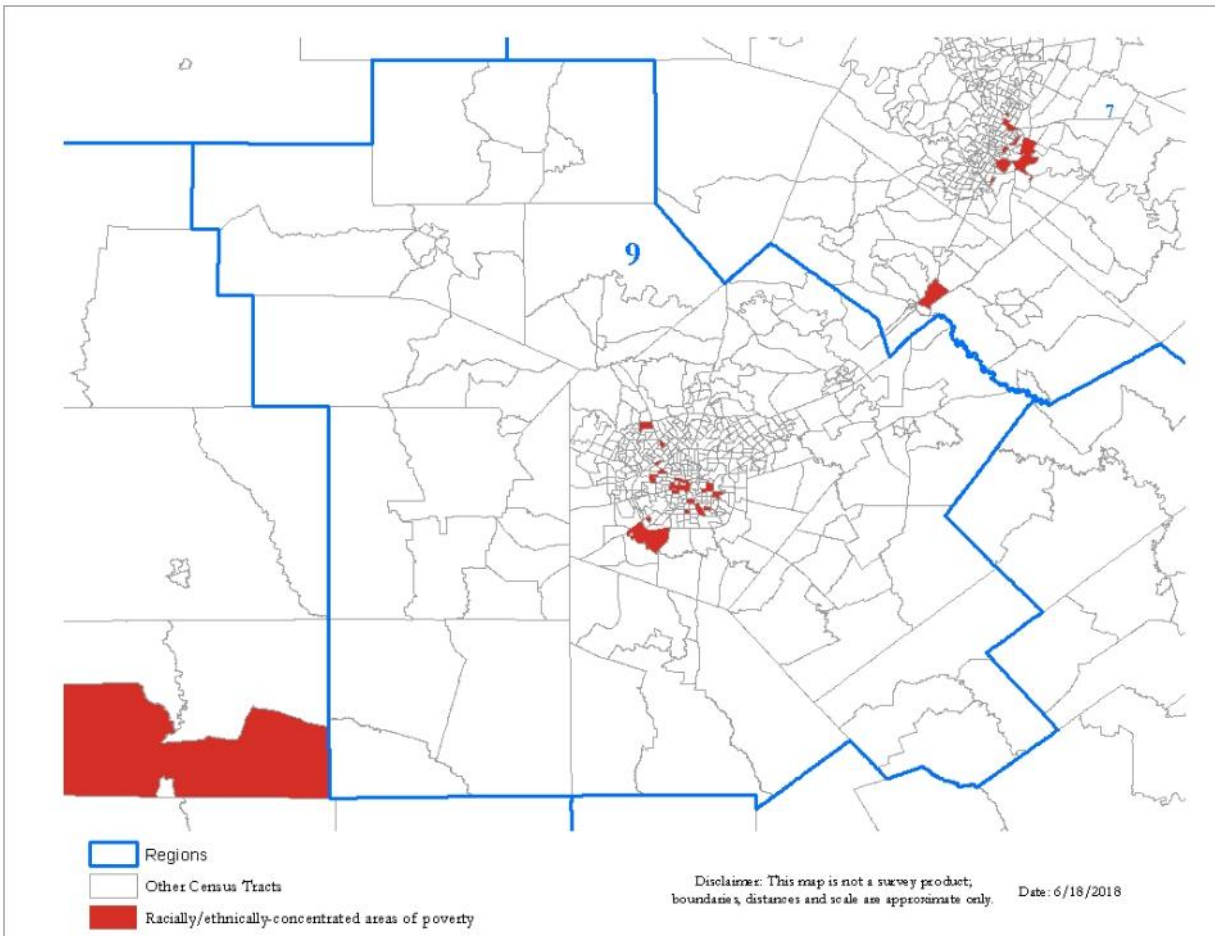 7
9
Regions
Other Census Tracts
Racially/ethnically-concentrated areas of poverty
Disclaimer: This map is not a survey product;
boundaries, distances and scale are approximate only.
Date: 6/18/2018